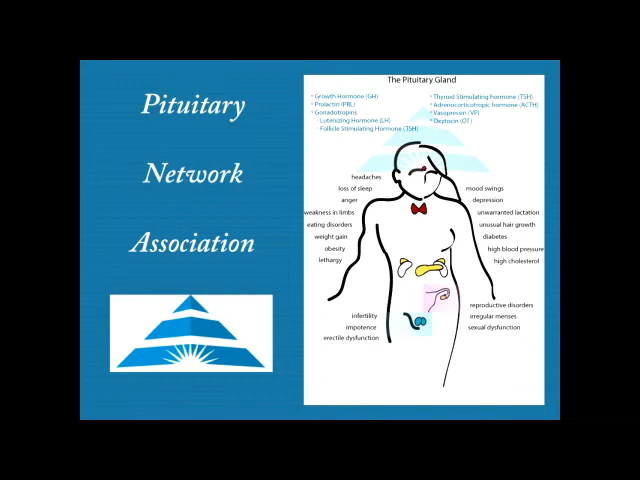 Pituitary
Network
Association
The Pituitary Gland
Growth Hormone (GH)
Prolactin (PRL)
Gonadotropins
- Lutenizing Hormone (LH)
- Follicle Stimulating Hormone (TSH)
Thyroid Stimulating hormone (TSH)
Adrenorcorticotropic hormone (ACTH)
Vasopressin (VP)
Oxytocin (OT)
headaches
loss of sleep
anger
weakness in limbs
eating disorders
weight gain
obesity
lethargy
mood swings
depression
unwarranted lactation
unusual hair growth
diabetes
high blood pressure
high cholesterol
infertility
impotence
erectile dysfunction
reproductive disorders
irregular menses
sexual dysfunction